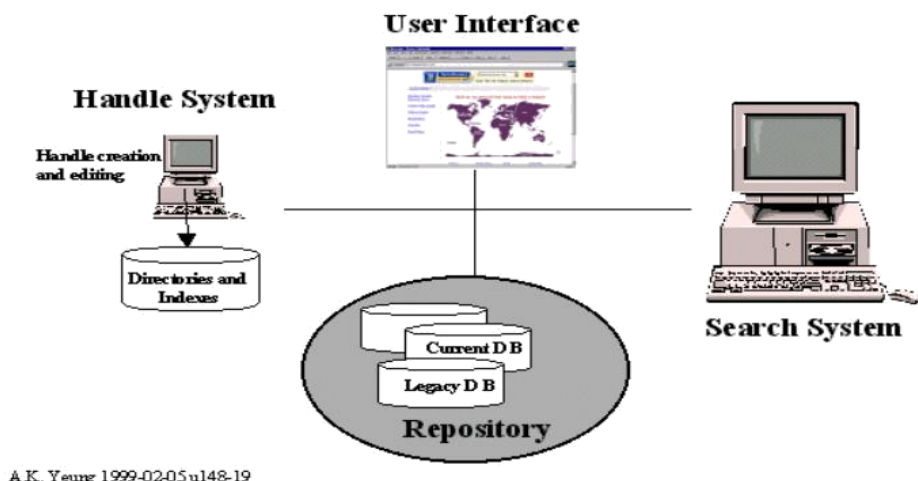 User Interface
Handle System
Handle creation
and editing
Directories and
Indexes
Search System
Current DB
Legacy DB
Repository
A.K. Yeung 1999-02-05 u148-19